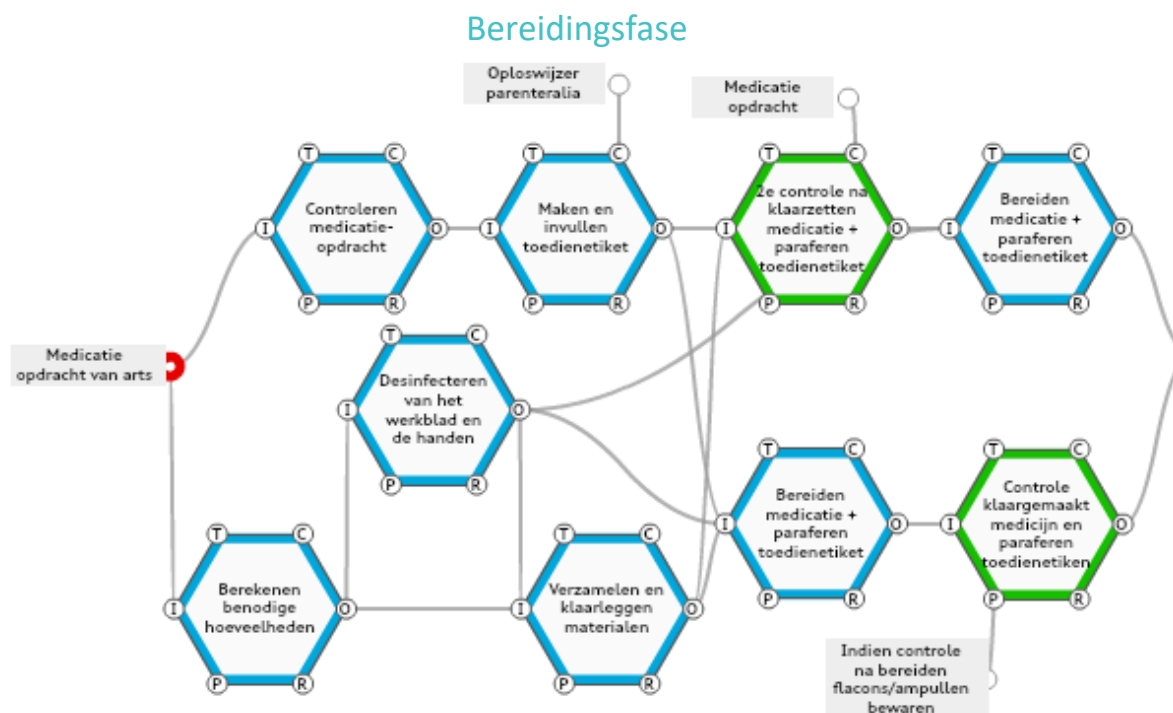 Bereidingsfase
Oploswijzer
parenteralia
Medicatie
opdracht
T C
Controleren
medicatie-
opdracht
I O
P R
T C
Maken en
invullen
toedienetiket
I O
P R
T C
2e controle na
klaarzetten
medicatie +
paraferen
toedienetiket
I O
P R
T C
Bereiden
medicatie +
paraferen
toedienetiket
I O
P R
Medicatie
opdracht van arts
T C
Desinfecteren
van het
werkblad en
de handen
I O
P R
T C
Berekenen
benodige
hoeveelheden
I O
P R
T C
Verzamelen en
klaarleggen
materialen
I O
P R
T C
Bereiden
medicatie +
paraferen
toedienetiket
I O
P R
T C
Controle
klaargemaakt
medicijn en
paraferen
toedienetiken
I O
P R
Indien controle
na bereiden
flacons/ampullen
bewaren